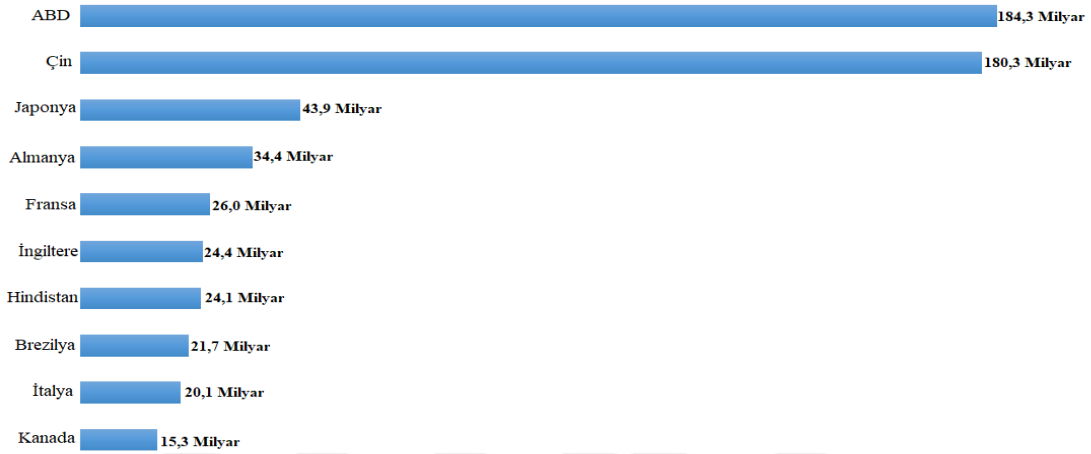 ABD 184,3 Milyar
Çin 180,3 Milyar
Japonya 43,9 Milyar
Almanya 34,4 Milyar
Fransa 26,0 Milyar
İngiltere 24,4 Milyar
Hindistan 24,1 Milyar
Brezilya 21,7 Milyar
İtalya 20,1 Milyar
Kanada 15,3 Milyar